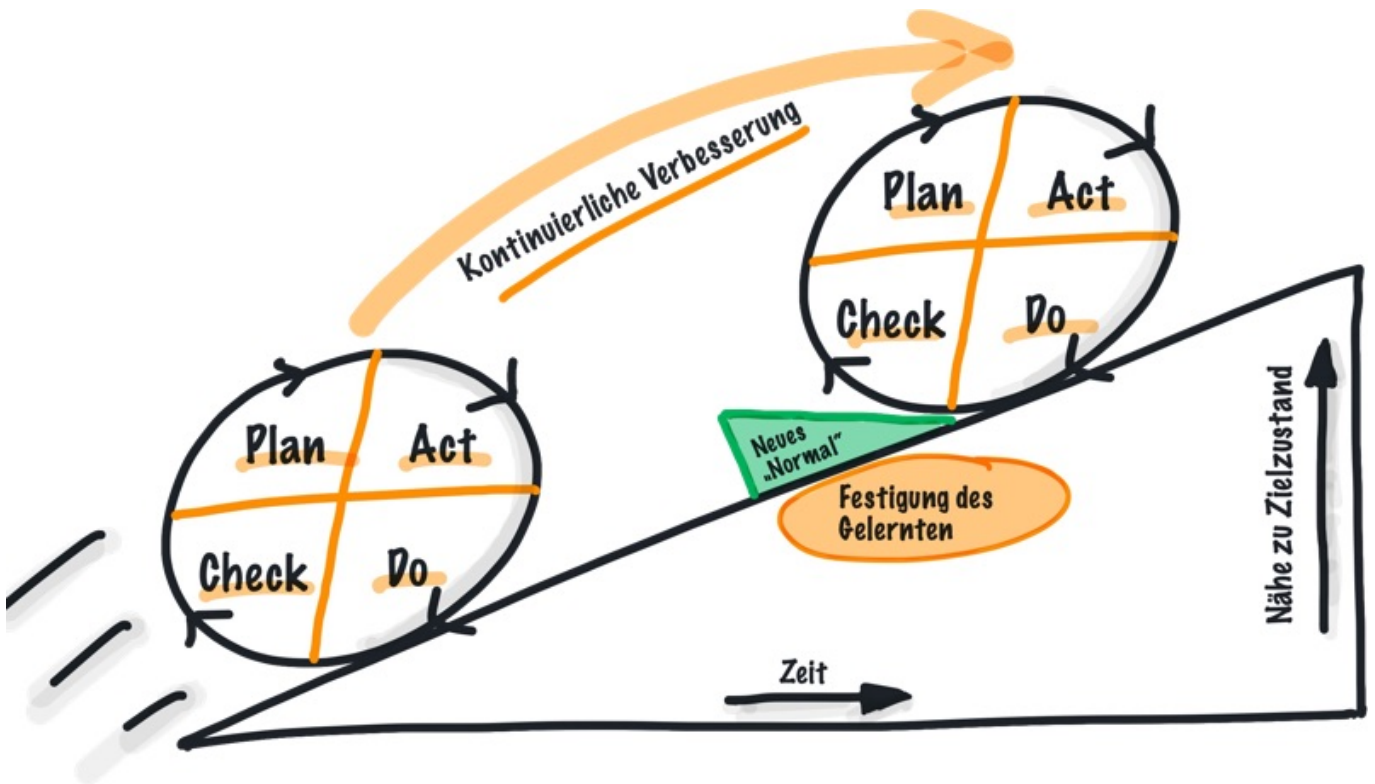 Kontinuierliche Verbesserung
Plan Act
Check Do
Plan Act
Check Do
Neues
„Normal“
Festigung des
Gelernten
Nähe zu Zielzustand
Zeit